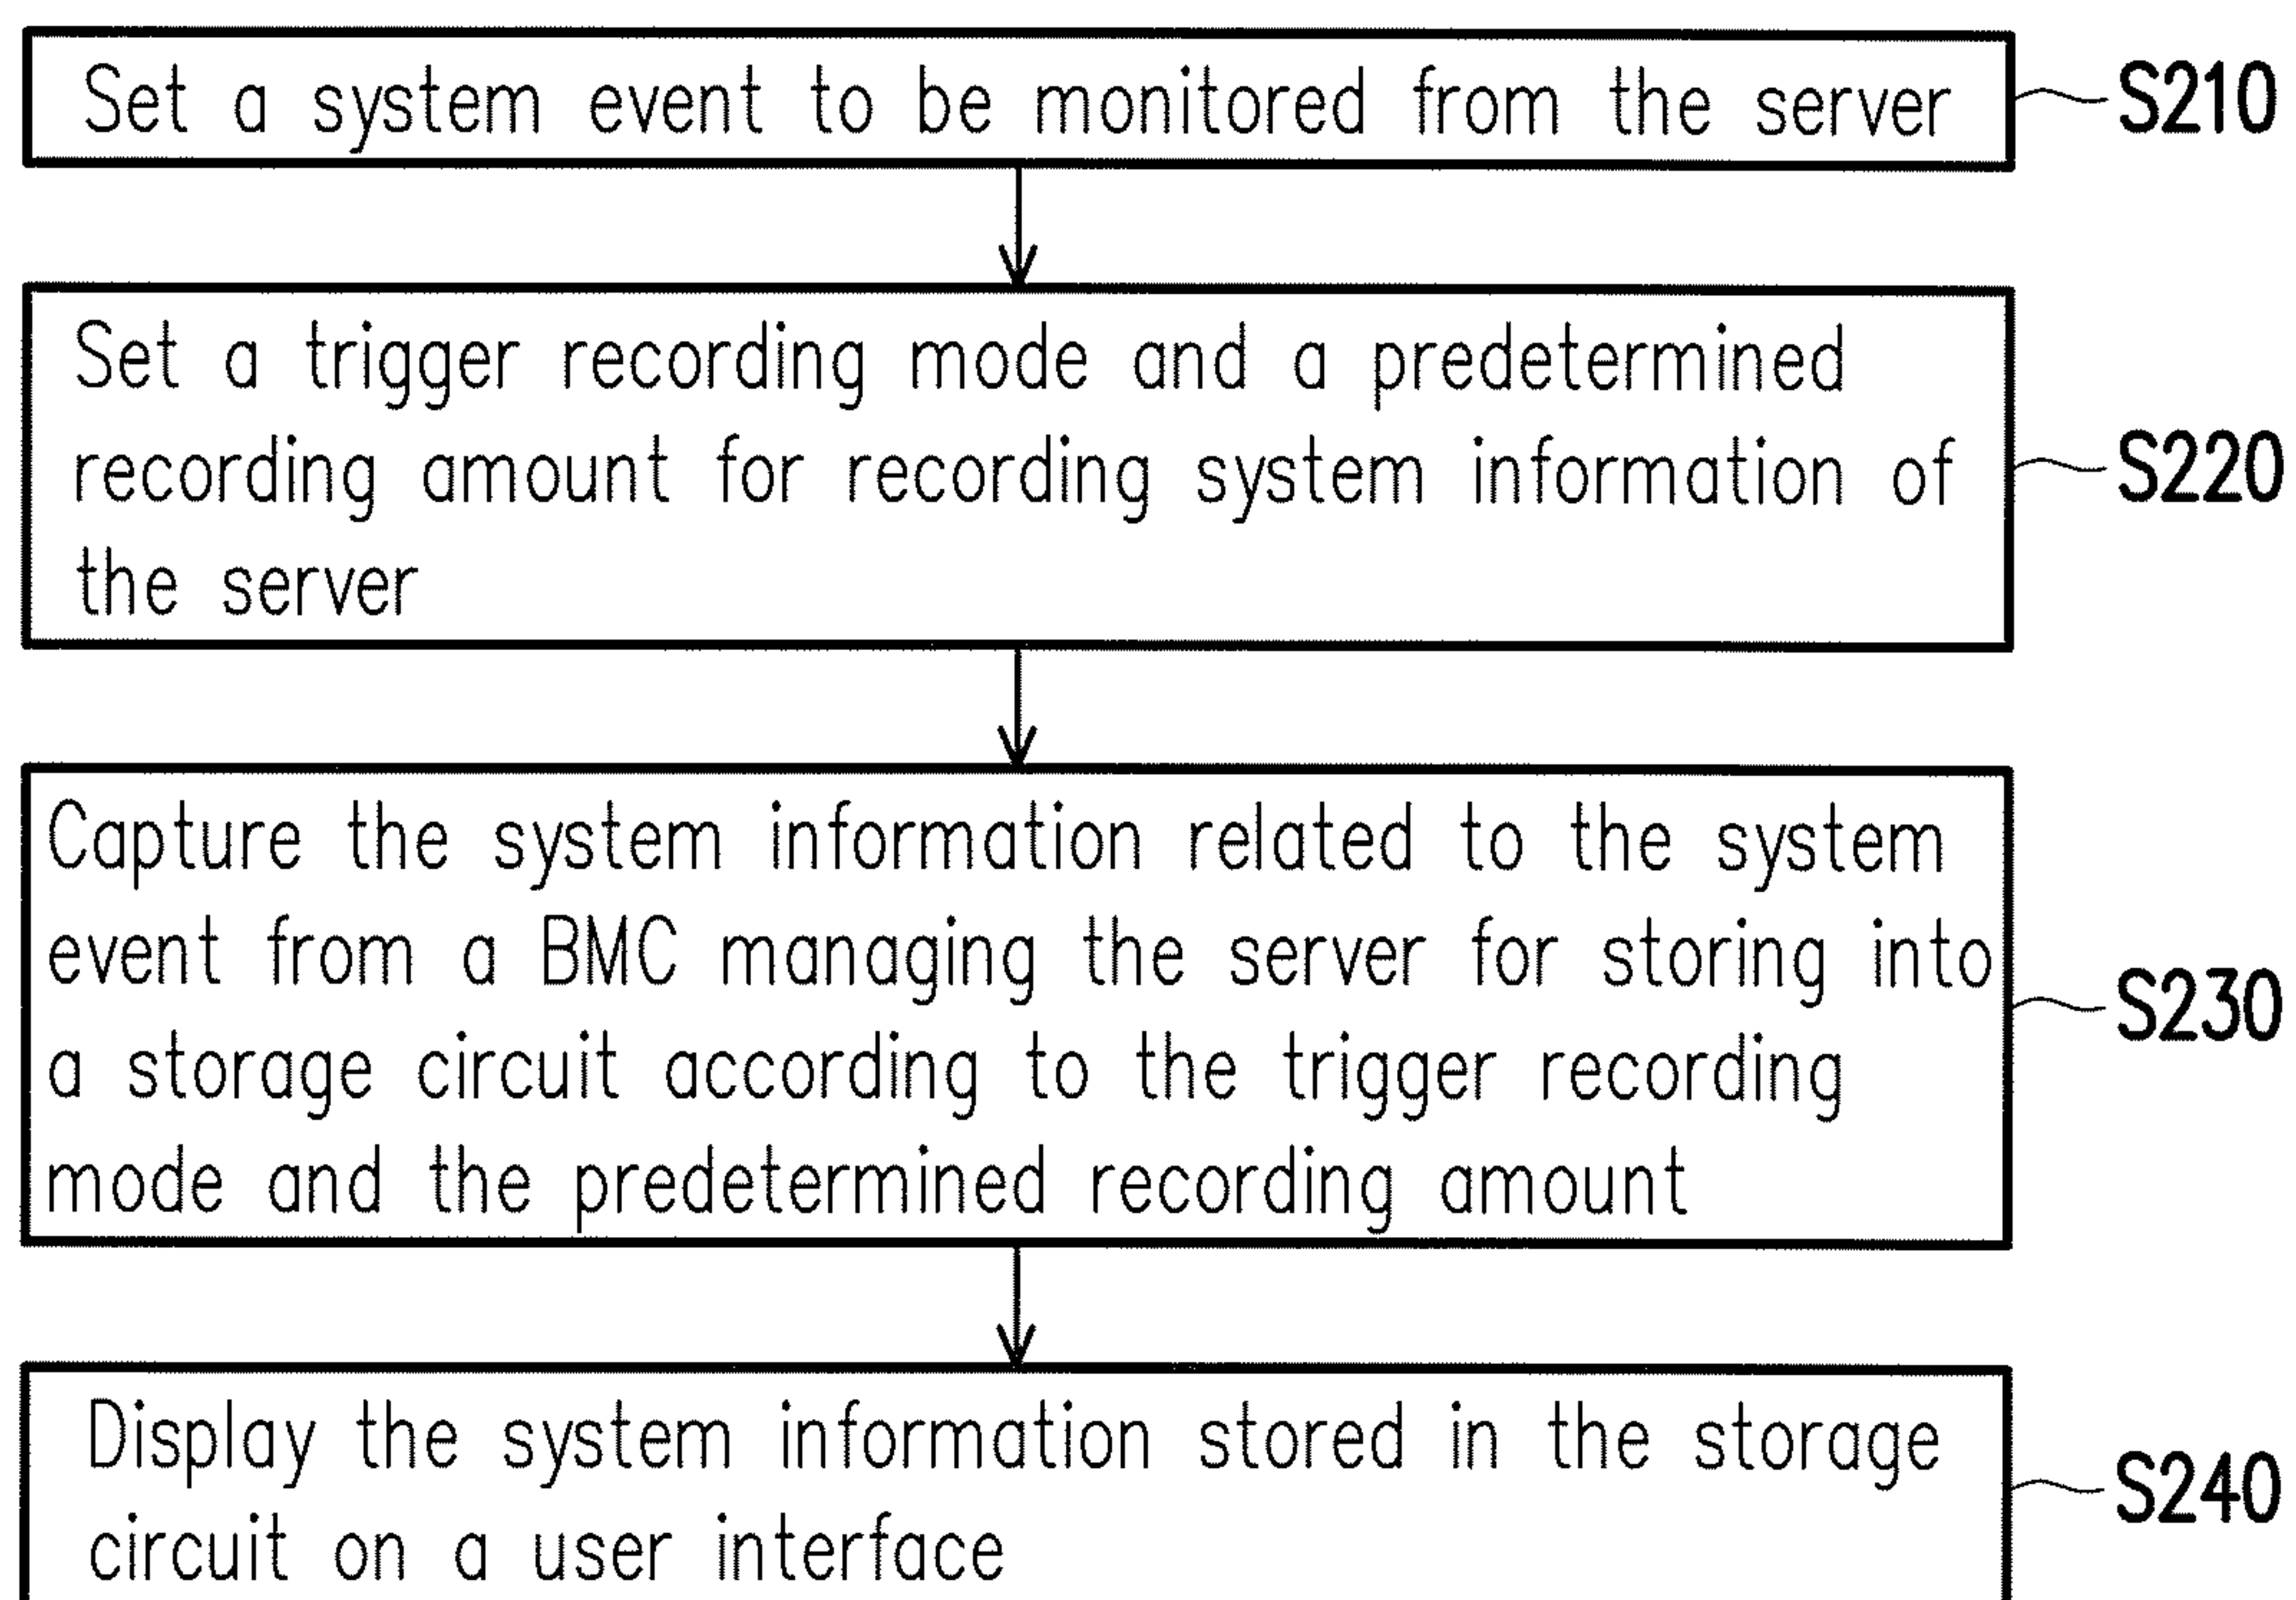 Set a system event to be monitored from the server
S210
Set a trigger recording mode and a predetermined
recording amount for recording system information of
the server
S220
Capture the system information related to the system
event from a BMC managing the server for storing into
a storage circuit according to the trigger recording
mode and the predetermined recording amount
S230
Display the system information stored in the storage
circuit on a user interface
S240